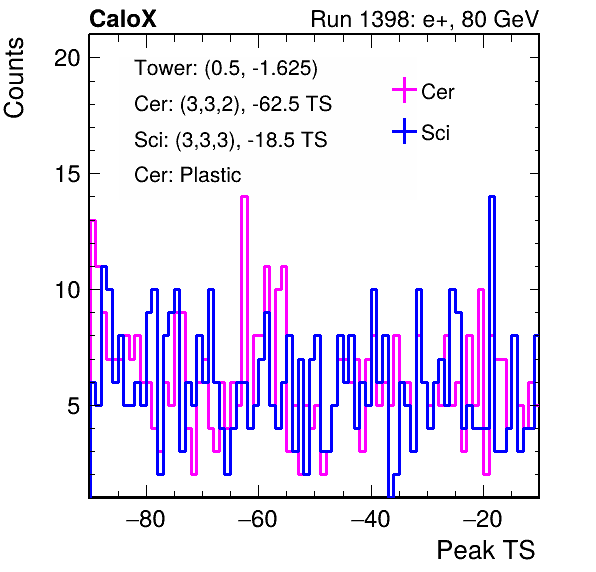 CaloX Run 1398: e+, 80 GeV
Counts
Tower: (0.5, -1.625)
Cer: (3,3,2), -62.5 TS
Sci: (3,3,3), -18.5 TS
Cer: Plastic
Cer
Sci
20
15
10
5
−80 −60 −40 −20
Peak TS